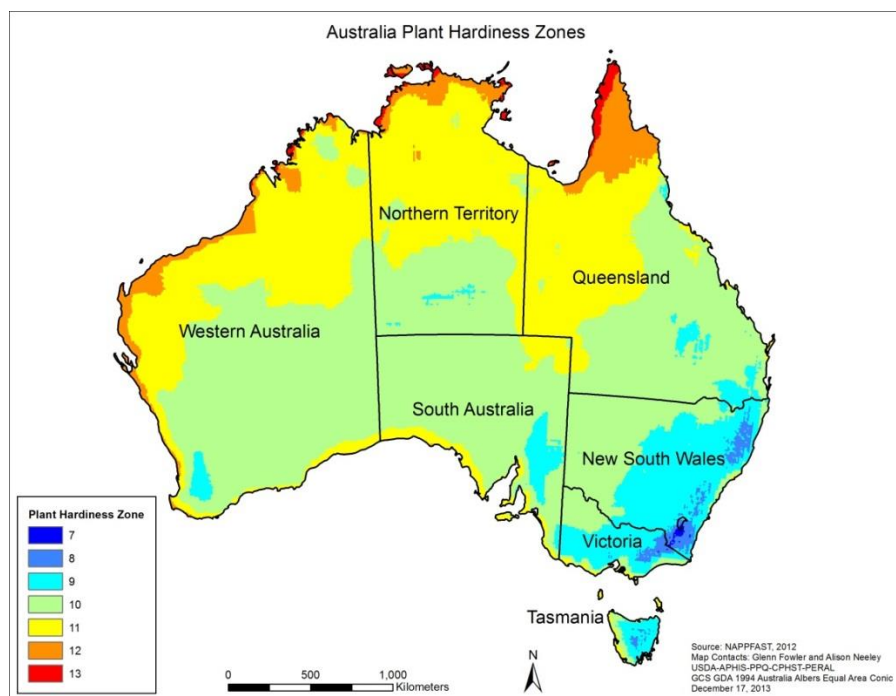 Australia Plant Hardiness Zones
Northern Territory
Queensland
Western Australia
South Australia
New South Wales
Plant Hardiness Zone
7
8
9
10
11
12
13
Victoria
Tasmania
0 500 1,000
Kilometers
N
Source: NAPPFAST, 2012
Map Contacts: Glenn Fowler and Alison Neeley
USDA-APHIS-PPQ-CPHST-PERAL
GCS GDA 1994 Australia Albers Equal Area Conic
December 17, 2012